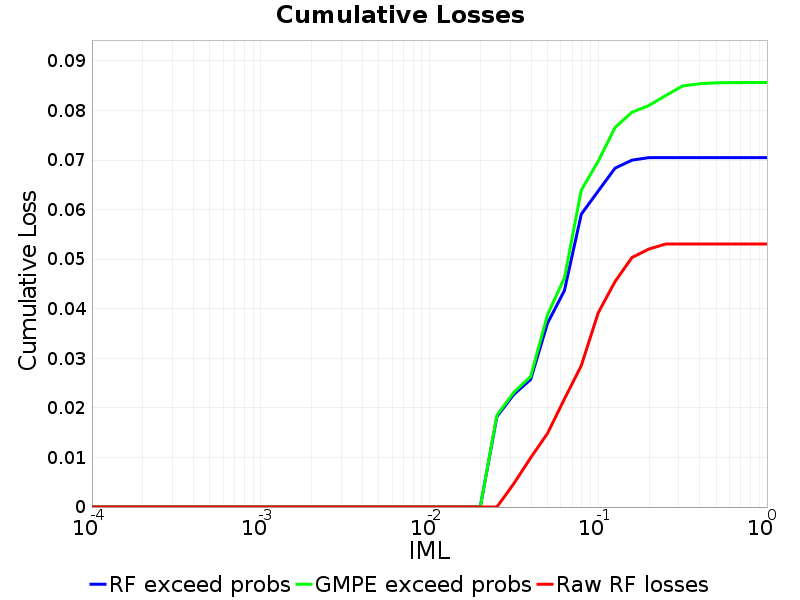 Cumulative Losses
Cumulative Loss
0.09
0.08
0.07
0.06
0.05
0.04
0.03
0.02
0.01
0
10^-4 10^-3 10^-2 10^-1 10^0
IML
RF exceed probs GMPE exceed probs Raw RF losses